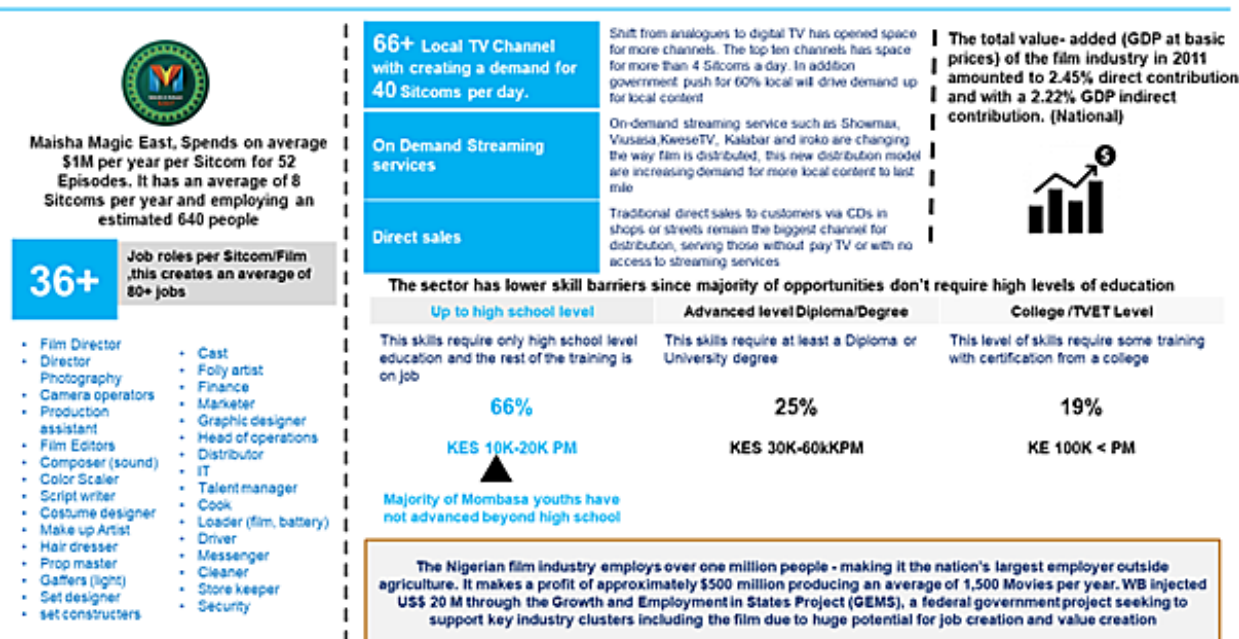 Maisha Magic East, Spends on average
$1M per year per Sitcom for 52
Episodes. It has an average of 8
Sitcoms per year and employing an
estimated 640 people
36+
Job roles per Sitcom/Film
,this creates an average of
80+ jobs
• Film Director
• Director
Photography
• Camera operators
• Production
assistant
• Film Editors
• Composer (sound)
• Color Scaler
• Script writer
• Costume designer
• Make up Artist
• Hair dresser
• Prop master
• Gaffers (light)
• Set designer
• set constructers
• Cast
• Folly artist
• Finance
• Marketer
• Graphic designer
• Head of operations
• Distributor
• IT
• Talent manager
• Cook
• Loader (film, battery)
• Driver
• Messenger
• Cleaner
• Store keeper
• Security
66+ Local TV Channel
with creating a demand for
40 Sitcoms per day.
Shift from analogues to digital TV has opened space
for more channels. The top ten channels has space
for more than 4 Sitcoms a day. In addition
government push for 60% local will drive demand up
for local content
On Demand Streaming
services
On-demand streaming service such as Showmax,
Viusasa,KweseTV, Kalabar and iroko are changing
the way film is distributed, this new distribution model
are increasing demand for more local content to last
mile
Direct sales
Traditional direct sales to customers via CDs in
shops or streets remain the biggest channel for
distribution, serving those without pay TV or with no
access to streaming services
The total value- added (GDP at basic
prices) of the film industry in 2011
amounted to 2.45% direct contribution
and with a 2.22% GDP indirect
contribution. (National)
$
The sector has lower skill barriers since majority of opportunities don't require high levels of education
Up to high school level
This skills require only high school level
education and the rest of the training is
on job
66%
KES 10K-20K PM
Majority of Mombasa youths have
not advanced beyond high school
Advanced level Diploma/Degree
This skills require at least a Diploma or
University degree
25%
KES 30K-60kKPM
College /TVET Level
This level of skills require some training
with certification from a college
19%
KE 100K < PM
The Nigerian film industry employs over one million people - making it the nation's largest employer outside
agriculture. It makes a profit of approximately $500 million producing an average of 1,500 Movies per year. WB injected
US$ 20 M through the Growth and Employment in States Project (GEMS), a federal government project seeking to
support key industry clusters including the film due to huge potential for job creation and value creation